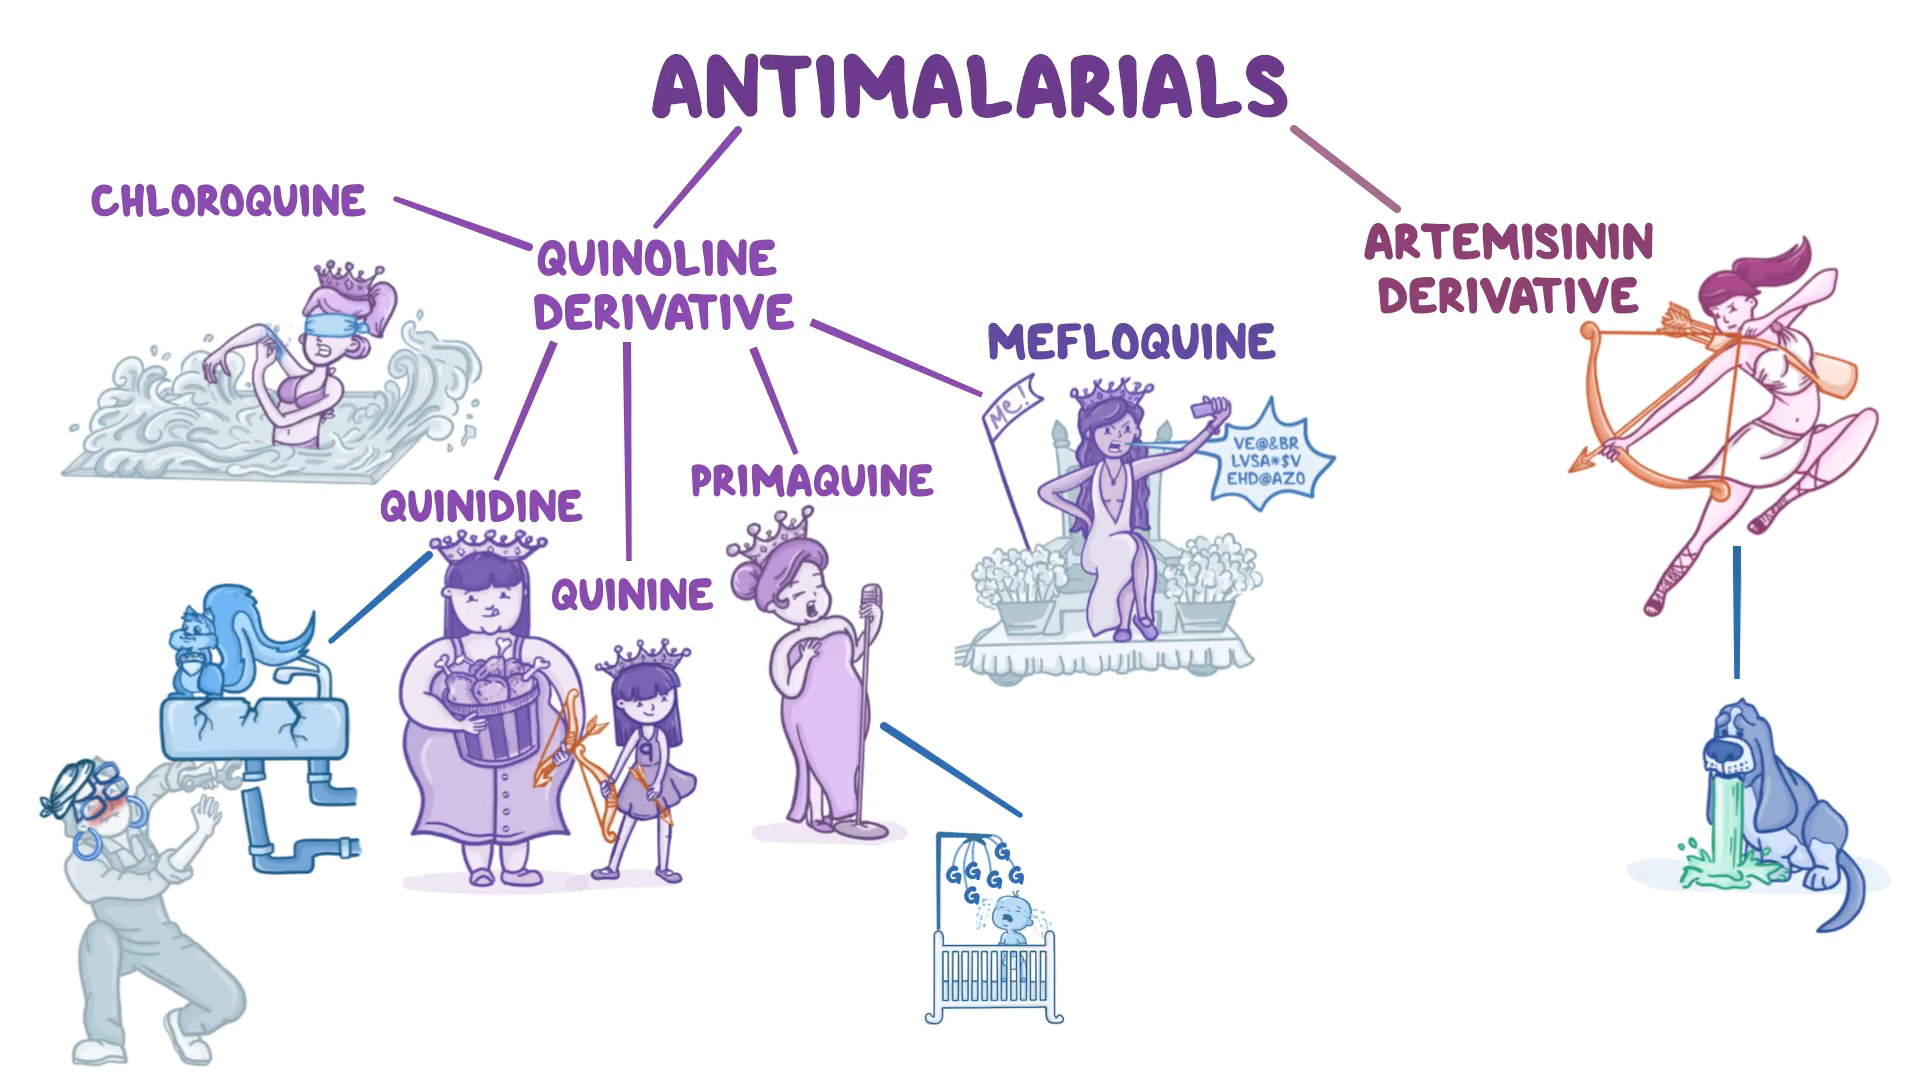 ANTIMALARIALS
CHLOROQUINE
QUINOLINE
DERIVATIVE
ARTEMISININ
DERIVATIVE
MEFLOQUINE
Me!
VE@&BR
LVSA*$V
EHD@AZO
PRIMAQUINE
QUINIDINE
QUININE
q
G
G
G
G
G
G